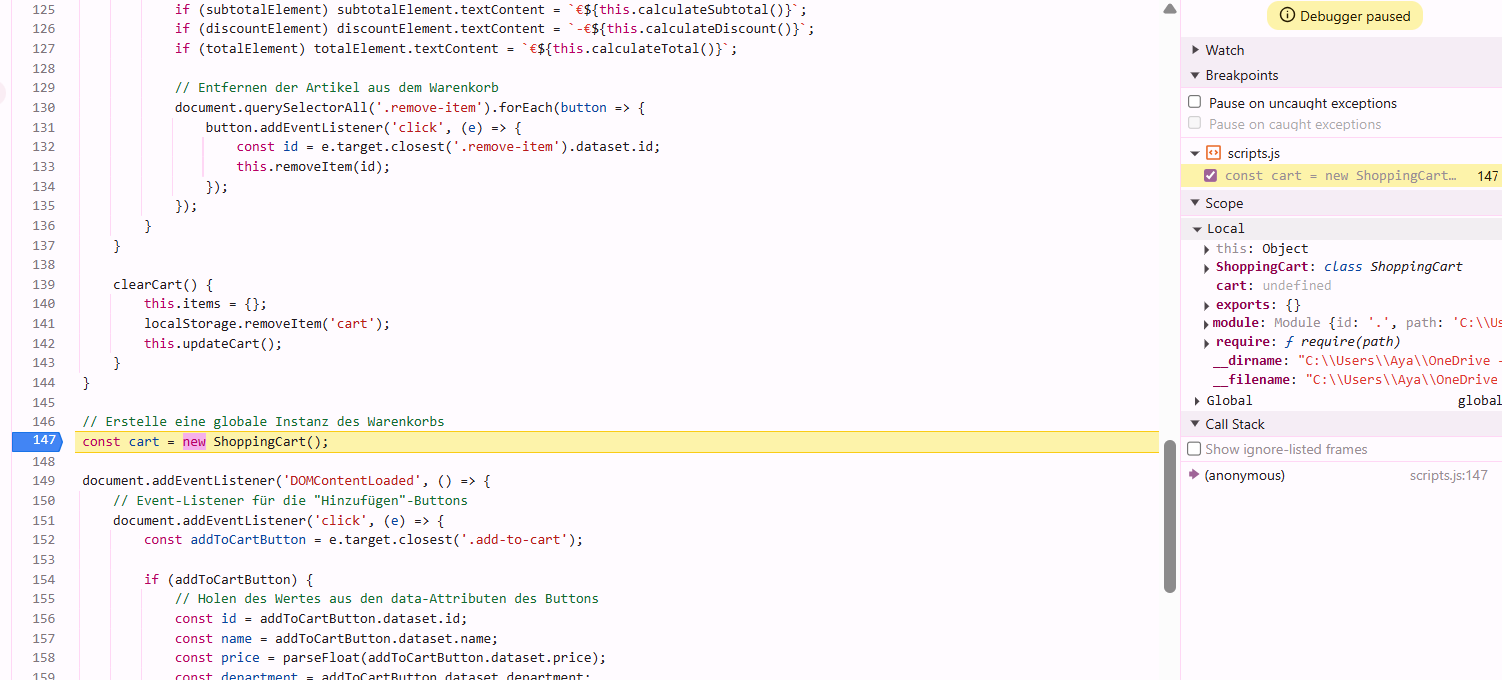 125 if (subtotalElement) subtotalElement.textContent = `€${this.calculateSubtotal()}`;
126 if (discountElement) discountElement.textContent = `-€${this.calculateDiscount()}`;
127 if (totalElement) totalElement.textContent = `€${this.calculateTotal()}`;
128
129 // Entfernen der Artikel aus dem Warenkorb
130 document.querySelectorAll('.remove-item').forEach(button => {
131 button.addEventListener('click', (e) => {
132 const id = e.target.closest('.remove-item').dataset.id;
133 this.removeItem(id);
134 });
135 });
136 }
137 }
138
139 clearCart() {
140 this.items = {};
141 localStorage.removeItem('cart');
142 this.updateCart();
143 }
144 }
145
146 // Erstelle eine globale Instanz des Warenkorbs
147 const cart = new ShoppingCart();
148
149 document.addEventListener('DOMContentLoaded', () => {
150 // Event-Listener für die "Hinzufügen"-Buttons
151 document.addEventListener('click', (e) => {
152 const addToCartButton = e.target.closest('.add-to-cart');
153
154 if (addToCartButton) {
155 // Holen des Wertes aus den data-Attributen des Buttons
156 const id = addToCartButton.dataset.id;
157 const name = addToCartButton.dataset.name;
158 const price = parseFloat(addToCartButton.dataset.price);
159 const department = addToCartButton.dataset.department;
Debugger paused
Watch
Breakpoints
Pause on uncaught exceptions
Pause on caught exceptions
scripts.js
const cart = new ShoppingCart… 147
Scope
Local
this: Object
ShoppingCart: class ShoppingCart
cart: undefined
exports: {}
module: Module {id: '.', path: 'C:\\Us
require: ƒ require(path)
__dirname: "C:\\Users\\Aya\\OneDrive -
__filename: "C:\\Users\\Aya\\OneDrive
Global global
Call Stack
Show ignore-listed frames
(anonymous) scripts.js:147